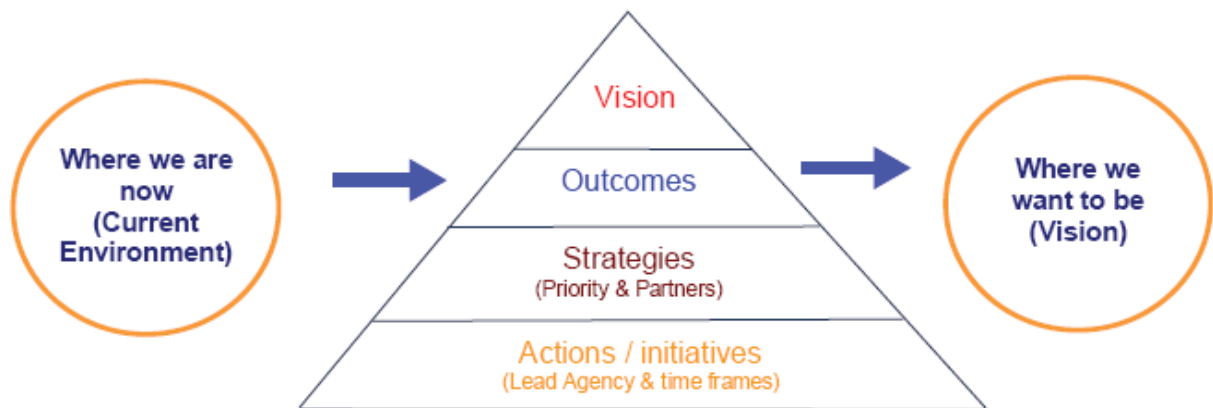 Where we are
now
(Current
Environment)
Vision
Outcomes
Strategies
(Priority & Partners)
Actions / initiatives
(Lead Agency & time frames)
Where we
want to be
(Vision)